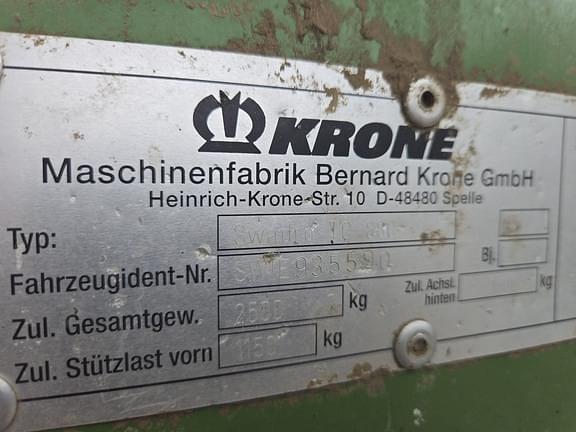 KRONE
Maschinenfabrik Bernard Krone GmbH
Heinrich-Krone-Str. 10 D-48480 Spelle
Typ:
Bj.
Fahrzeugident-Nr.
Zul. Achsl. hinten kg
Zul. Gesamtgew. kg
Zul. Stützlast vorn 1150 kg